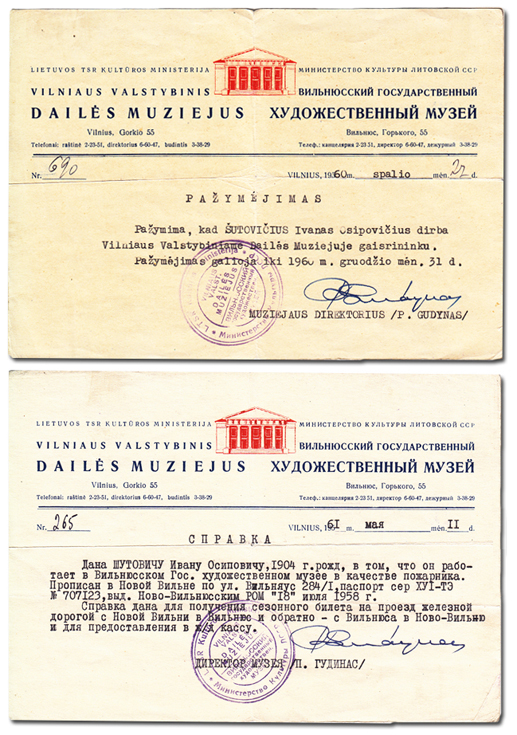 LIETUVOS TSR KULTŪROS MINISTERIJA
VILNIAUS VALSTYBINIS
DAILĖS MUZIEJUS
Vilnius, Gorkio 55
Telefonai: raštinė 2-23-51, direktorius 6-60-47, budintis 3-38-29
МИНИСТЕРСТВО КУЛЬТУРЫ ЛИТОВСКОЙ ССР
ВИЛЬНЮССКИЙ ГОСУДАРСТВЕННЫЙ
ХУДОЖЕСТВЕННЫЙ МУЗЕЙ
Вильнюс, Горького, 55
Телеф.: канцелярия 2-23-51, директор 6-60-47, дежурный 3-38-29
Nr. 690
VILNIUS, 1960 m. spalio mėn. 22 d.
PAŽYMĖJIMAS
Pažymima, kad ŠUTOVIČIUS Ivanas Osipovičius dirba
Vilniaus Valstybiniame Dailės Muziejuje gaisrininku.
Pažymėjimas galioja iki 1960 m. gruodžio mėn. 31 d.
MUZIEJAUS DIREKTORIUS /P. GUDYNAS/
VILNIAUS
VALST.
DAILĖS
MUZIEJUS
LIETUVOS TSR KULTŪROS MINISTERIJA
VILNIAUS VALSTYBINIS
DAILĖS MUZIEJUS
Vilnius, Gorkio 55
Telefonai: raštinė 2-23-51, direktorius 6-60-47, budintis 3-38-29
МИНИСТЕРСТВО КУЛЬТУРЫ ЛИТОВСКОЙ ССР
ВИЛЬНЮССКИЙ ГОСУДАРСТВЕННЫЙ
ХУДОЖЕСТВЕННЫЙ МУЗЕЙ
Вильнюс, Горького, 55
Телеф.: канцелярия 2-23-51, директор 6-60-47, дежурный 3-38-29
Nr. 265
VILNIUS, 1961 m. мая mėn. II d.
СПРАВКА
Дана ШУТОВИЧУ Ивану Осиповичу, 1904 г.рожд, в том, что он рабо-
тает в Вильнюсском Гос. художественном музее в качестве пожарника.
Прописан в Новой Вильне по ул. Вильняус 284/I, паспорт сер ХУI-ТЭ
№ 707123, выд. Ново-Вильнюсским РОМ "I8" июля 1958 г.
Справка дана для получения сезонного билета на проезд железной
дорогой с Новой Вильни в Вильнюс и обратно - с Вильнюса в Ново-Вильню
и для предоставления в ж/д кассу.
ДИРЕКТОР МУЗЕЯ /П. ГУДИНАС/